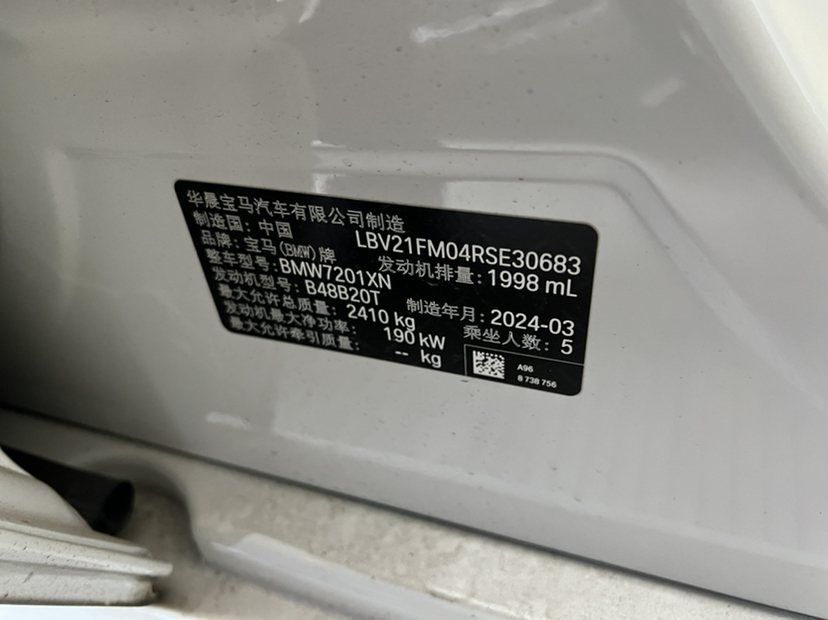 华晨宝马汽车有限公司制造
制造国: 中国 LBV21FM04RSE30683
品牌: 宝马(BMW)牌 发动机排量: 1998 mL
整车型号: BMW7201XN
发动机型号: B48B20T 制造年月: 2024-03
最大允许总质量: 2410 kg 乘坐人数: 5
发动机最大净功率: 190 kW
最大允许牵引质量: -- kg
A96
8 738 756